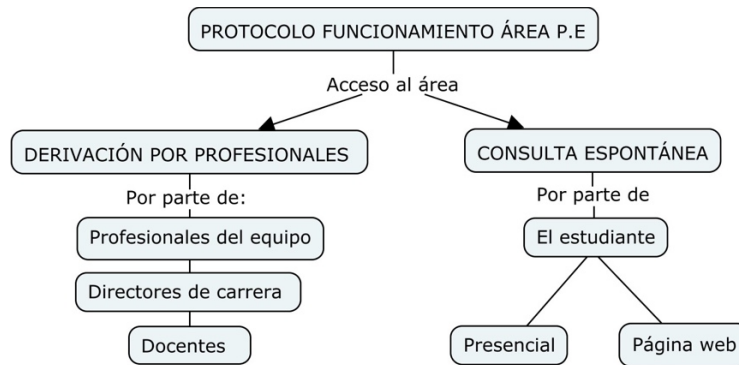 PROTOCOLO FUNCIONAMIENTO ÁREA P.E
Acceso al área
DERIVACIÓN POR PROFESIONALES
Por parte de:
Profesionales del equipo
Directores de carrera
Docentes
CONSULTA ESPONTÁNEA
Por parte de
El estudiante
Presencial
Página web